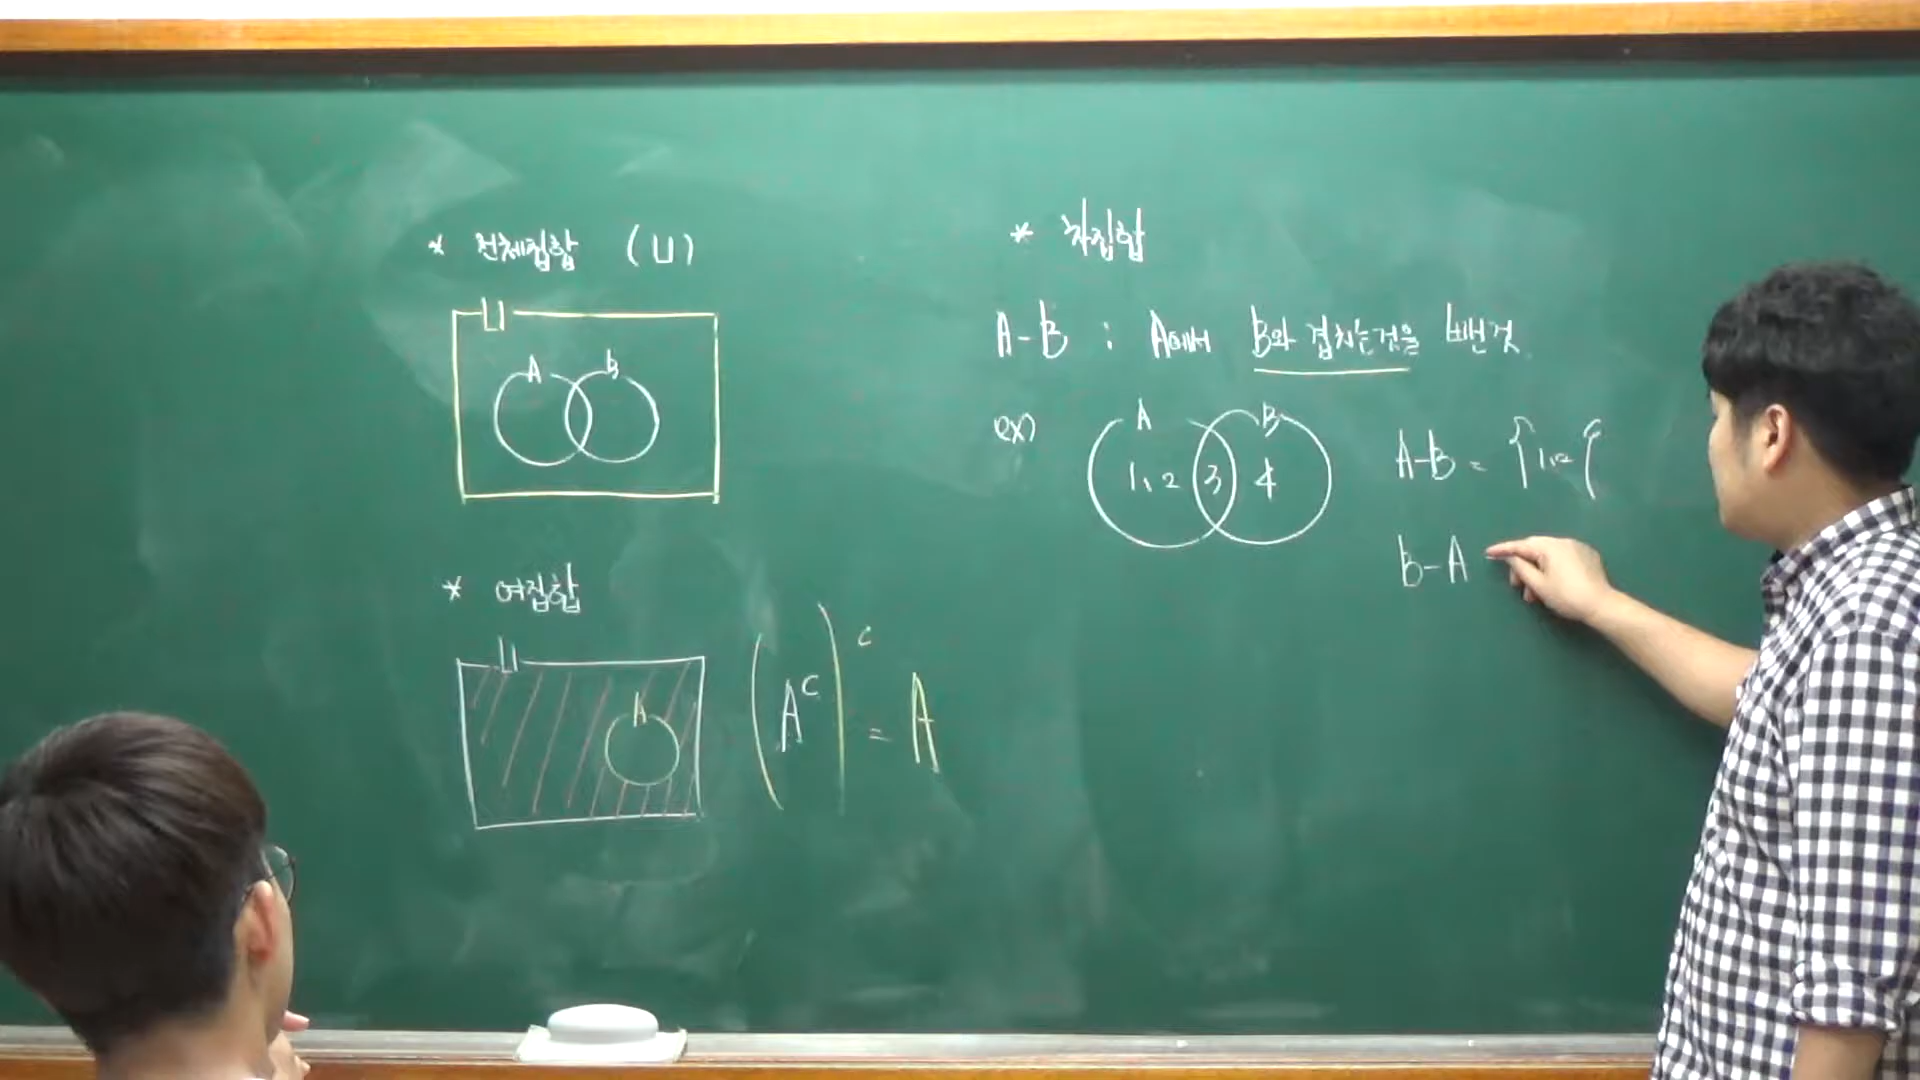 * 전체집합 (U)
U
A B
* 여집합
U
A
(A^c)^c = A
* 차집합
A-B : A에서 B와 겹치는것을 뺀것.
ex)
A B
1, 2 3 4
A-B = {1, 2{
B-A